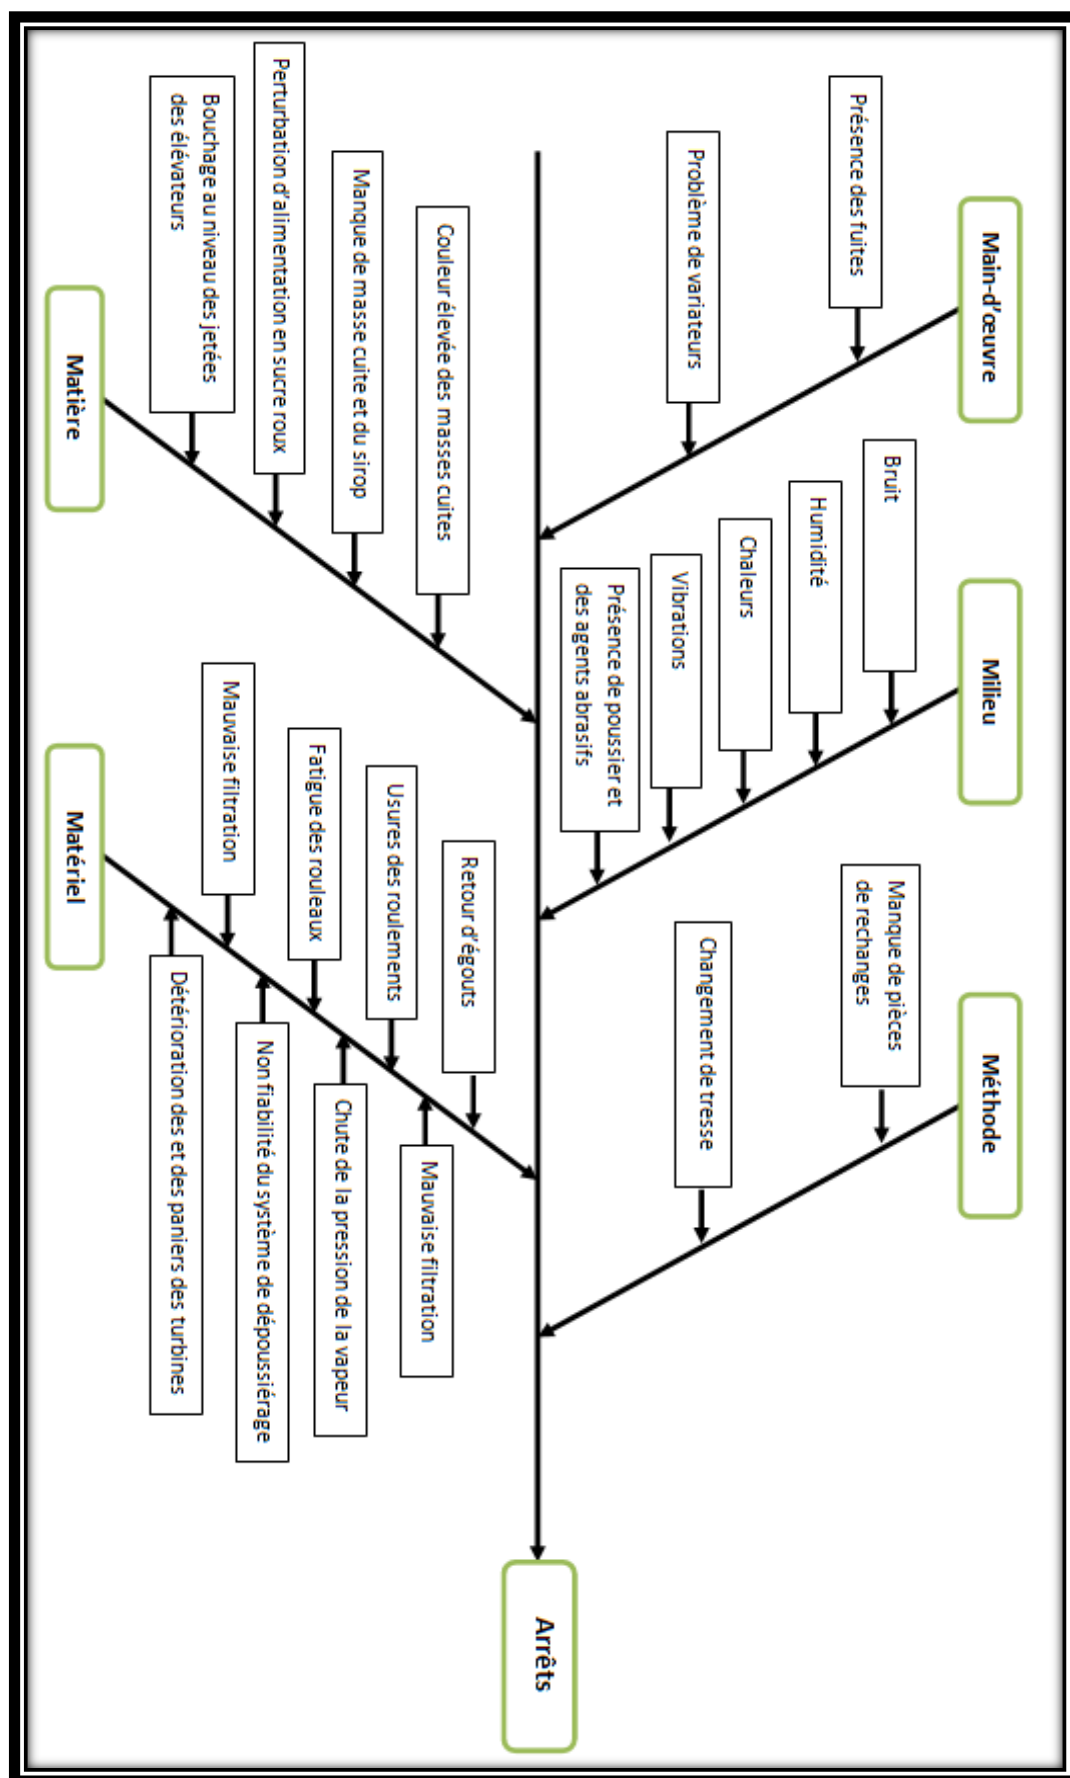 Main-d'œuvre
Milieu
Méthode
Présence des fuites
Problème de variateurs
Bruit
Humidité
Chaleurs
Vibrations
Présence de poussier et
des agents abrasifs
Manque de pièces
de rechanges
Changement de tresse
Arrêts
Couleur élevée des masses cuites
Manque de masse cuite et du sirop
Perturbation d'alimentation en sucre roux
Bouchage au niveau des jetées
des élévateurs
Retour d'égouts
Usures des roulements
Fatigue des rouleaux
Mauvaise filtration
Mauvaise filtration
Chute de la pression de la vapeur
Non fiabilité du système de dépoussiérage
Détérioration des et des paniers des turbines
Matière
Matériel